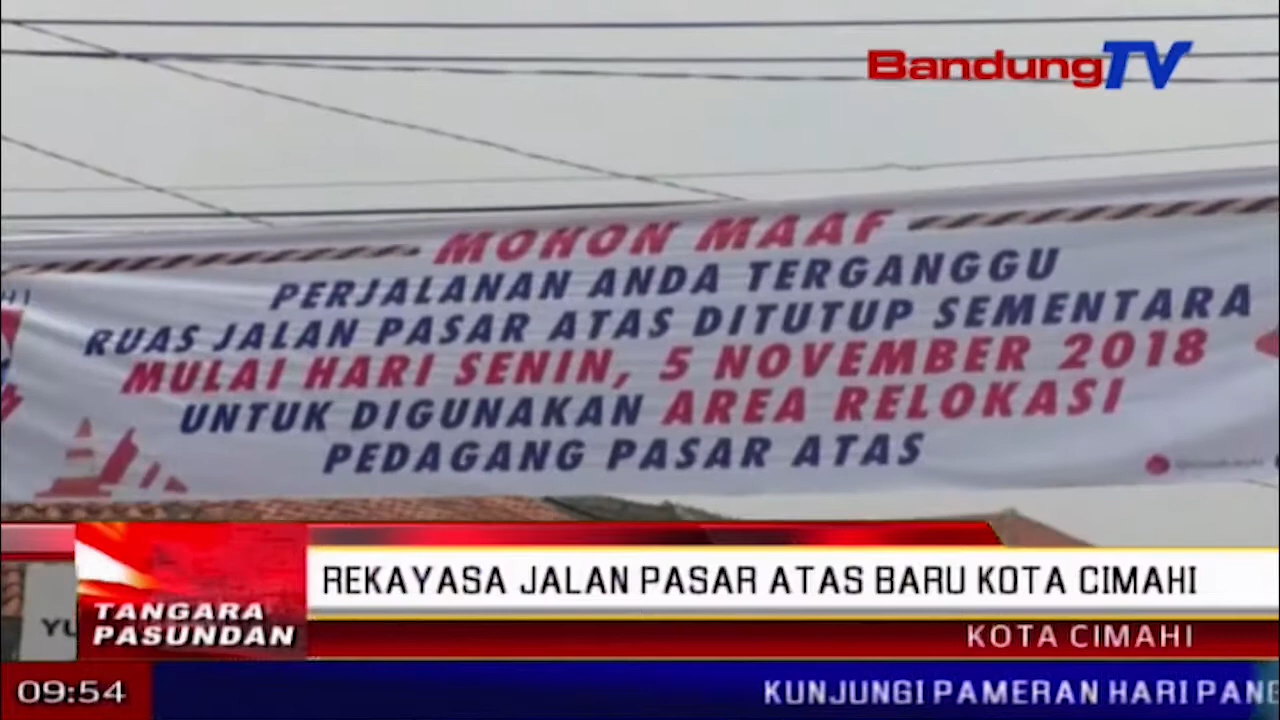 BandungTV
MOHON MAAF
PERJALANAN ANDA TERGANGGU
RUAS JALAN PASAR ATAS DITUTUP SEMENTARA
MULAI HARI SENIN, 5 NOVEMBER 2018
UNTUK DIGUNAKAN AREA RELOKASI
PEDAGANG PASAR ATAS
REKAYASA JALAN PASAR ATAS BARU KOTA CIMAHI
TANGARA
PASUNDAN
KOTA CIMAHI
09:54
KUNJUNGI PAMERAN HARI PANG